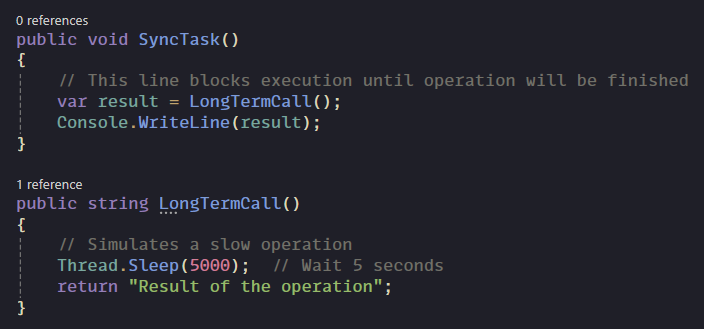 0 references
public void SyncTask()
{
// This line blocks execution until operation will be finished
var result = LongTermCall();
Console.WriteLine(result);
}
1 reference
public string LongTermCall()
{
// Simulates a slow operation
Thread.Sleep(5000);  // Wait 5 seconds
return "Result of the operation";
}